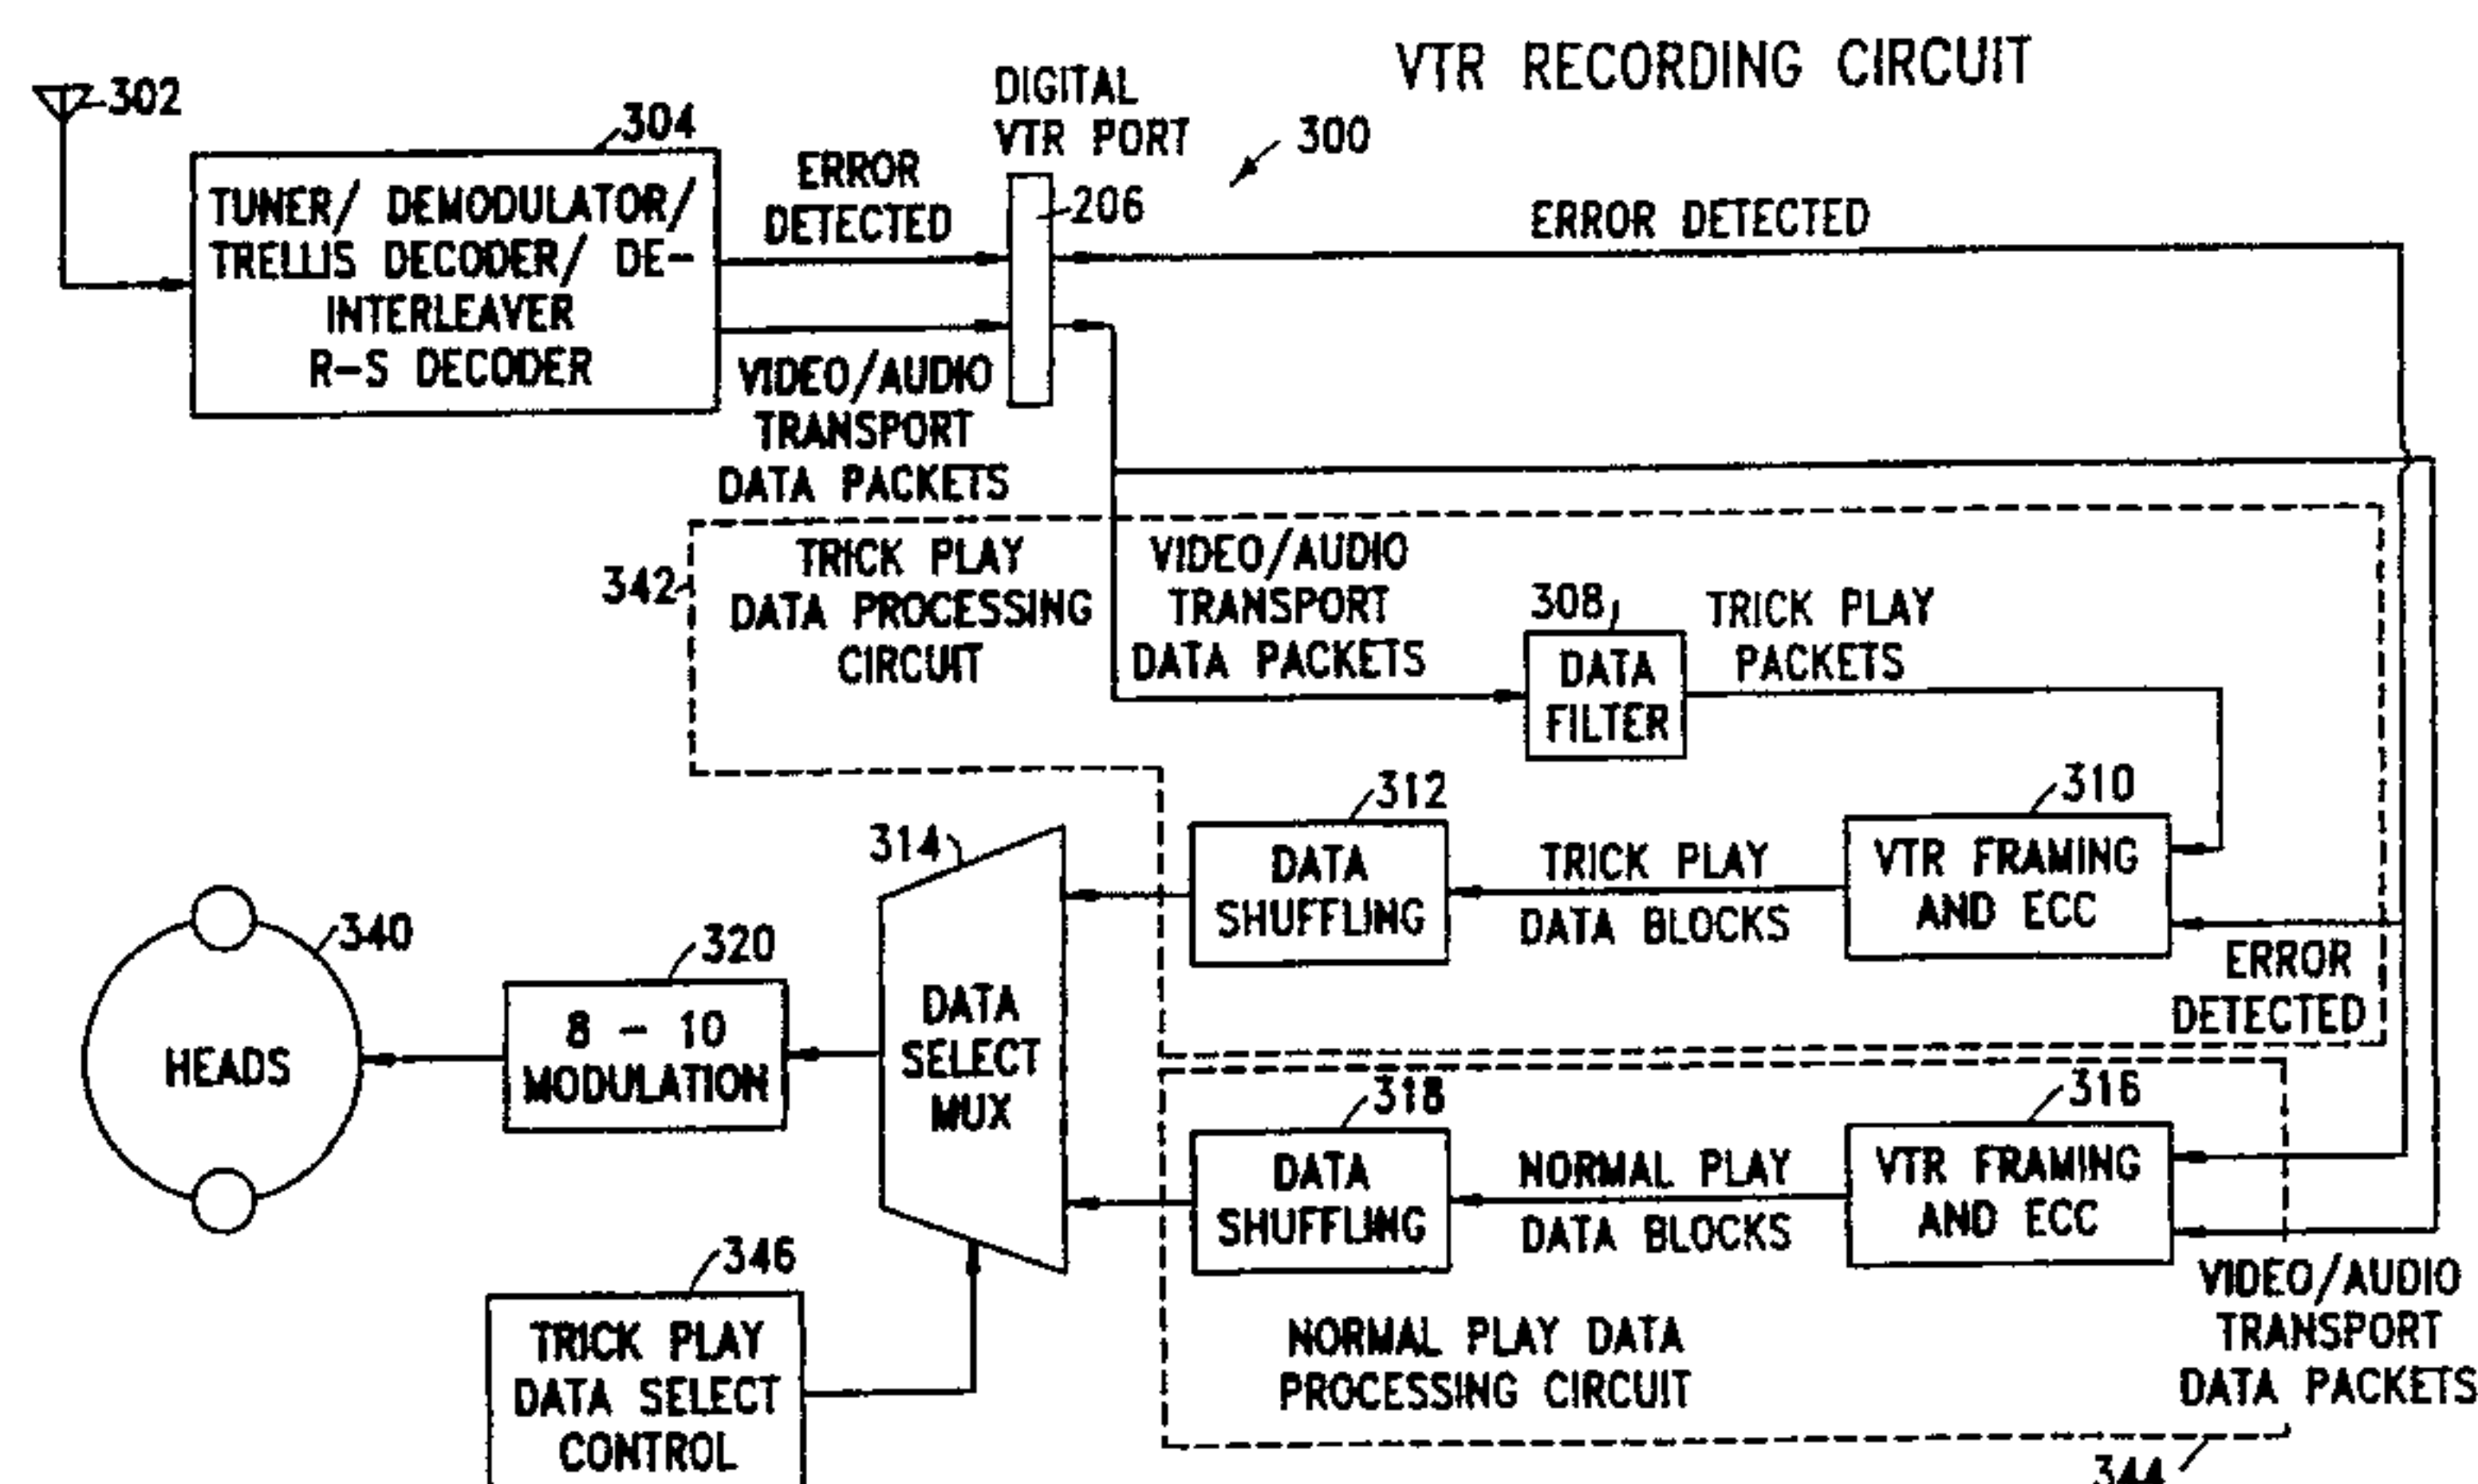 VTR RECORDING CIRCUIT
302
304
TUNER/ DEMODULATOR/
TRELLIS DECODER/ DE-
INTERLEAVER
R-S DECODER
ERROR
DETECTED
VIDEO/AUDIO
TRANSPORT
DATA PACKETS
DIGITAL
VTR PORT
206
300
ERROR DETECTED
342
TRICK PLAY
DATA PROCESSING
CIRCUIT
VIDEO/AUDIO
TRANSPORT
DATA PACKETS
308
DATA
FILTER
TRICK PLAY
PACKETS
310
VTR FRAMING
AND ECC
ERROR
DETECTED
TRICK PLAY
DATA BLOCKS
312
DATA
SHUFFLING
314
DATA
SELECT
MUX
320
8 - 10
MODULATION
340
HEADS
316
VTR FRAMING
AND ECC
NORMAL PLAY
DATA BLOCKS
318
DATA
SHUFFLING
VIDEO/AUDIO
TRANSPORT
DATA PACKETS
NORMAL PLAY DATA
PROCESSING CIRCUIT
346
TRICK PLAY
DATA SELECT
CONTROL
344